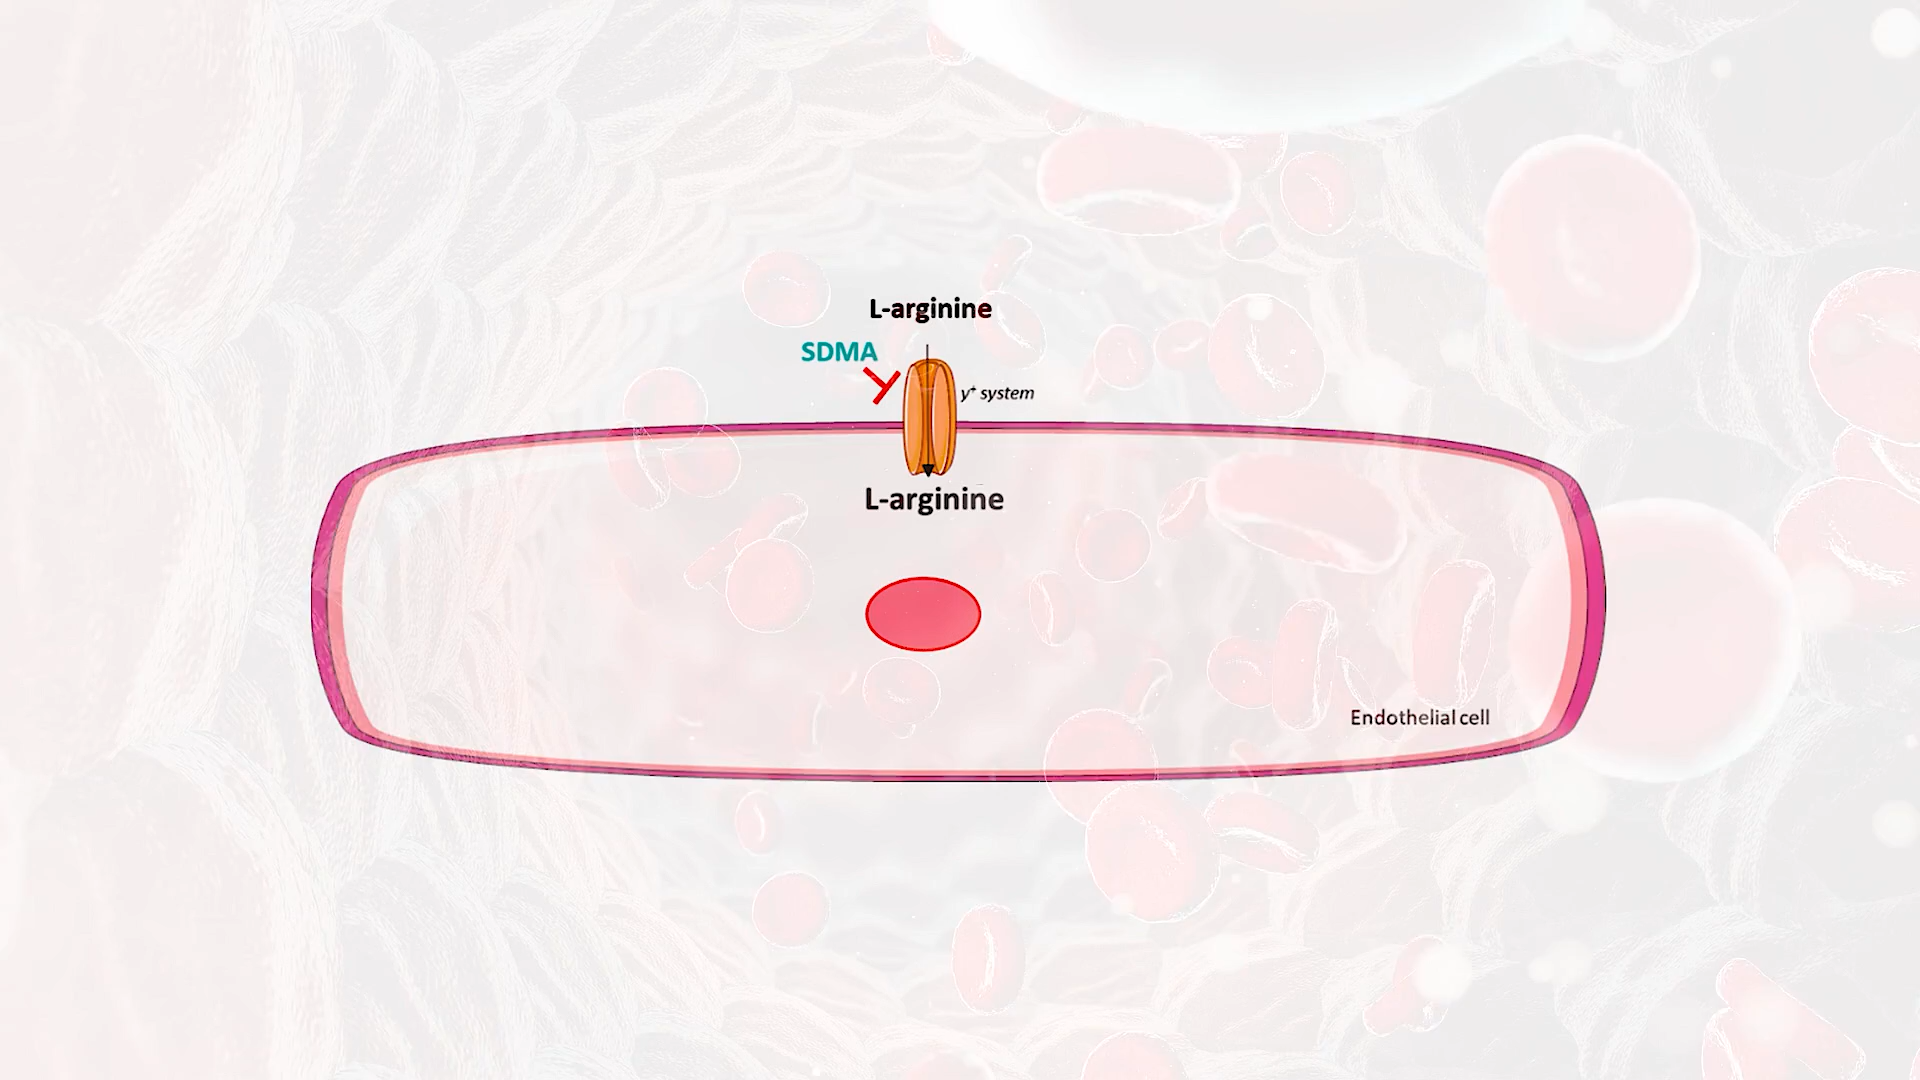 L-arginine
SDMA
y⁺ system
L-arginine
Endothelial cell